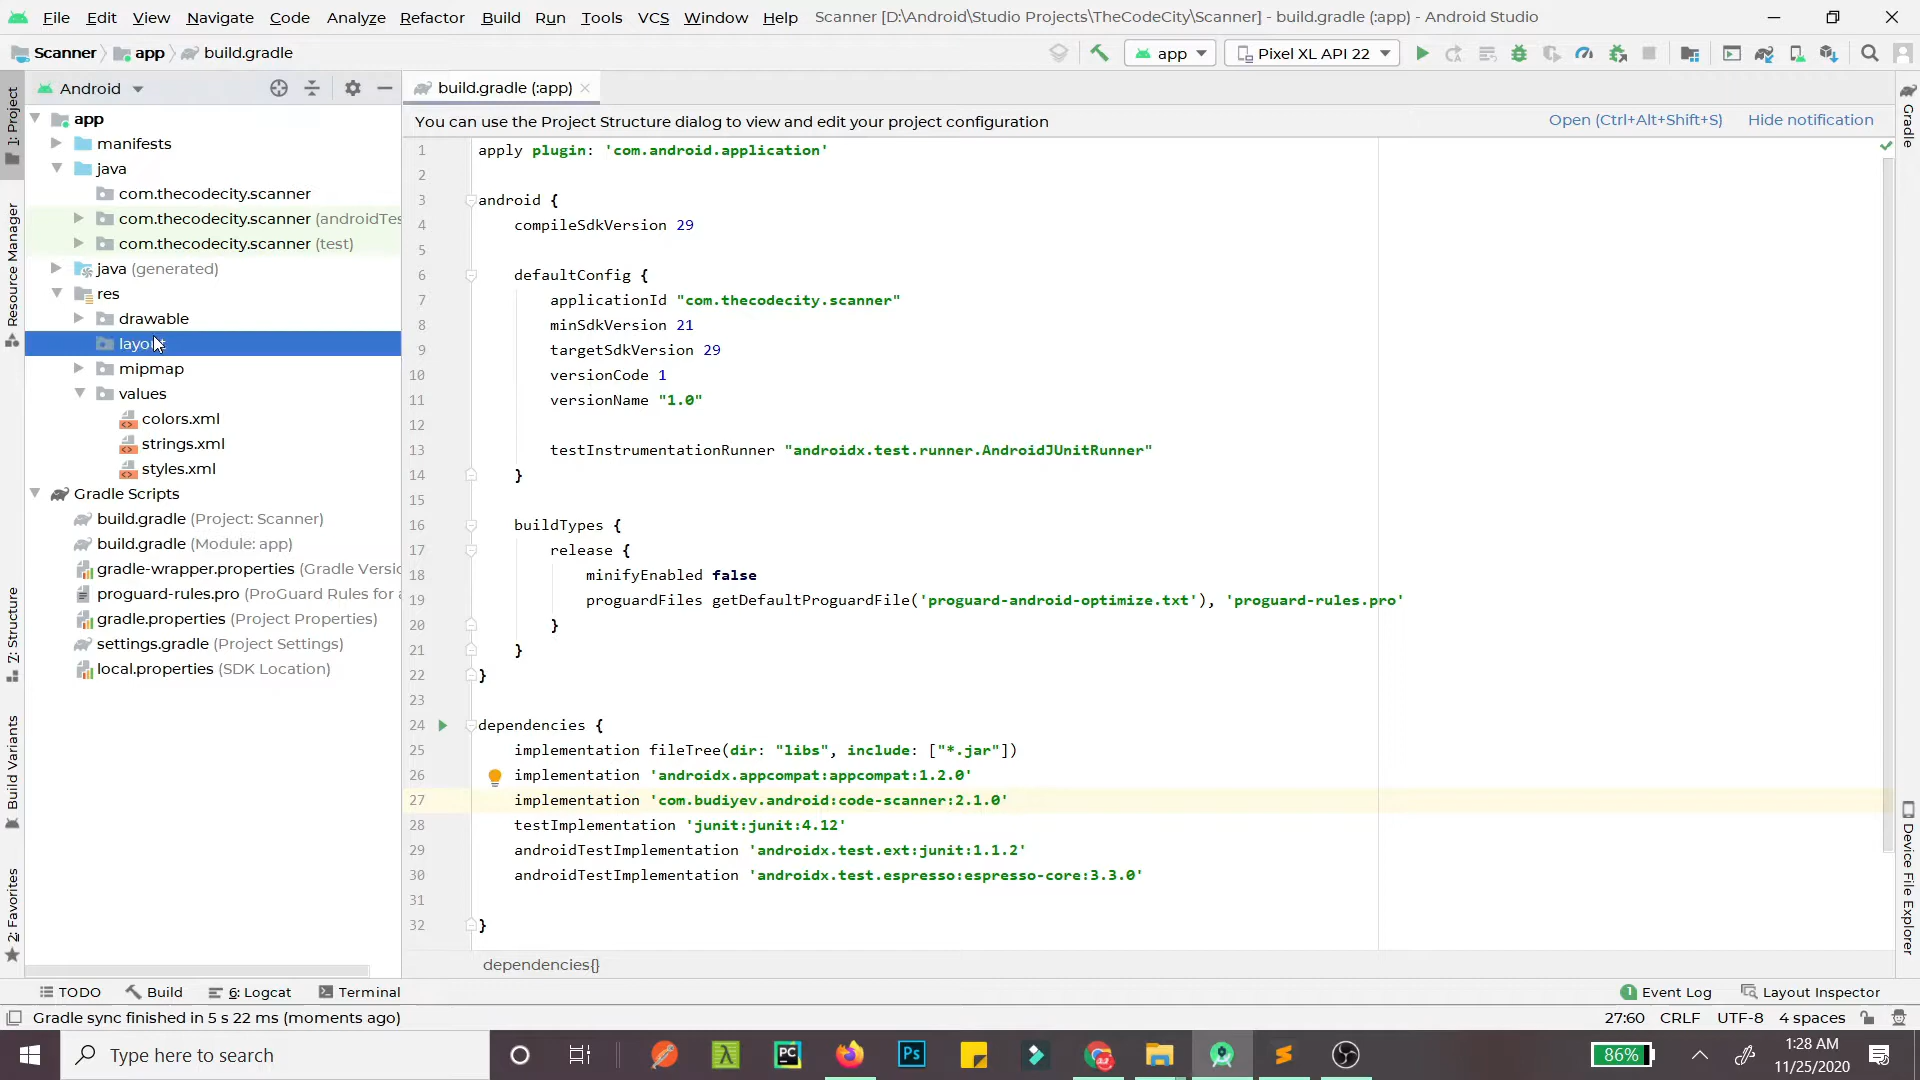 File Edit View Navigate Code Analyze Refactor Build Run Tools VCS Window Help Scanner [D:\Android\Studio Projects\TheCodeCity\Scanner] - build.gradle (:app) - Android Studio
Scanner app build.gradle
app Pixel XL API 22
Android
build.gradle (:app)
You can use the Project Structure dialog to view and edit your project configuration
Open (Ctrl+Alt+Shift+S) Hide notification
1: Project
Resource Manager
Z: Structure
Build Variants
2: Favorites
app
manifests
java
com.thecodecity.scanner
com.thecodecity.scanner (androidTes
com.thecodecity.scanner (test)
java (generated)
res
drawable
layout
mipmap
values
colors.xml
strings.xml
styles.xml
Gradle Scripts
build.gradle (Project: Scanner)
build.gradle (Module: app)
gradle-wrapper.properties (Gradle Versio
proguard-rules.pro (ProGuard Rules for a
gradle.properties (Project Properties)
settings.gradle (Project Settings)
local.properties (SDK Location)
1 apply plugin: 'com.android.application'
2
3 android {
4 compileSdkVersion 29
5
6 defaultConfig {
7 applicationId "com.thecodecity.scanner"
8 minSdkVersion 21
9 targetSdkVersion 29
10 versionCode 1
11 versionName "1.0"
12
13 testInstrumentationRunner "androidx.test.runner.AndroidJUnitRunner"
14 }
15
16 buildTypes {
17 release {
18 minifyEnabled false
19 proguardFiles getDefaultProguardFile('proguard-android-optimize.txt'), 'proguard-rules.pro'
20 }
21 }
22 }
23
24 dependencies {
25 implementation fileTree(dir: "libs", include: ["*.jar"])
26 implementation 'androidx.appcompat:appcompat:1.2.0'
27 implementation 'com.budiyev.android:code-scanner:2.1.0'
28 testImplementation 'junit:junit:4.12'
29 androidTestImplementation 'androidx.test.ext:junit:1.1.2'
30 androidTestImplementation 'androidx.test.espresso:espresso-core:3.3.0'
31
32 }
dependencies{}
Gradle
Device File Explorer
TODO Build 6: Logcat Terminal 1 Event Log Layout Inspector
Gradle sync finished in 5 s 22 ms (moments ago) 27:60 CRLF UTF-8 4 spaces
Type here to search
PC
Ps
86%
1:28 AM
11/25/2020